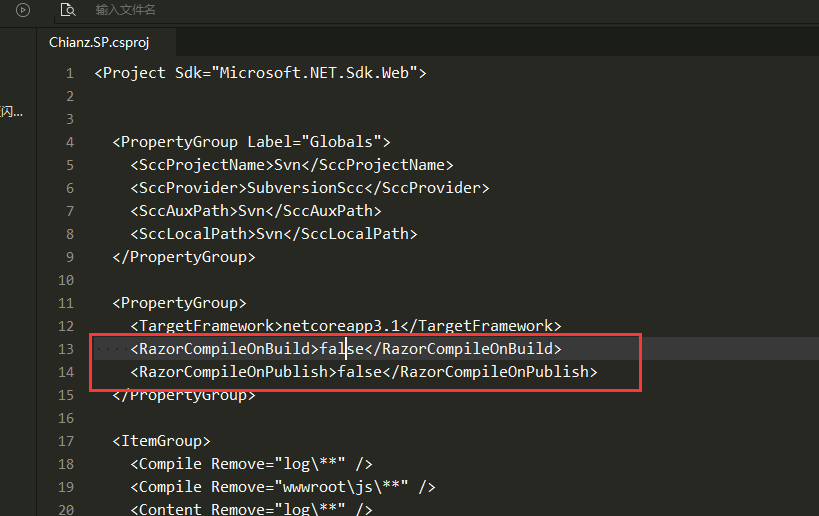 输入文件名
Chianz.SP.csproj
1 <Project Sdk="Microsoft.NET.Sdk.Web">
2
3
闪...
4 <PropertyGroup Label="Globals">
5 <SccProjectName>Svn</SccProjectName>
6 <SccProvider>SubversionScc</SccProvider>
7 <SccAuxPath>Svn</SccAuxPath>
8 <SccLocalPath>Svn</SccLocalPath>
9 </PropertyGroup>
10
11 <PropertyGroup>
12 <TargetFramework>netcoreapp3.1</TargetFramework>
13 <RazorCompileOnBuild>false</RazorCompileOnBuild>
14 <RazorCompileOnPublish>false</RazorCompileOnPublish>
15 </PropertyGroup>
16
17 <ItemGroup>
18 <Compile Remove="log\**" />
19 <Compile Remove="wwwroot\js\**" />
20 <Content Remove="log\**" />